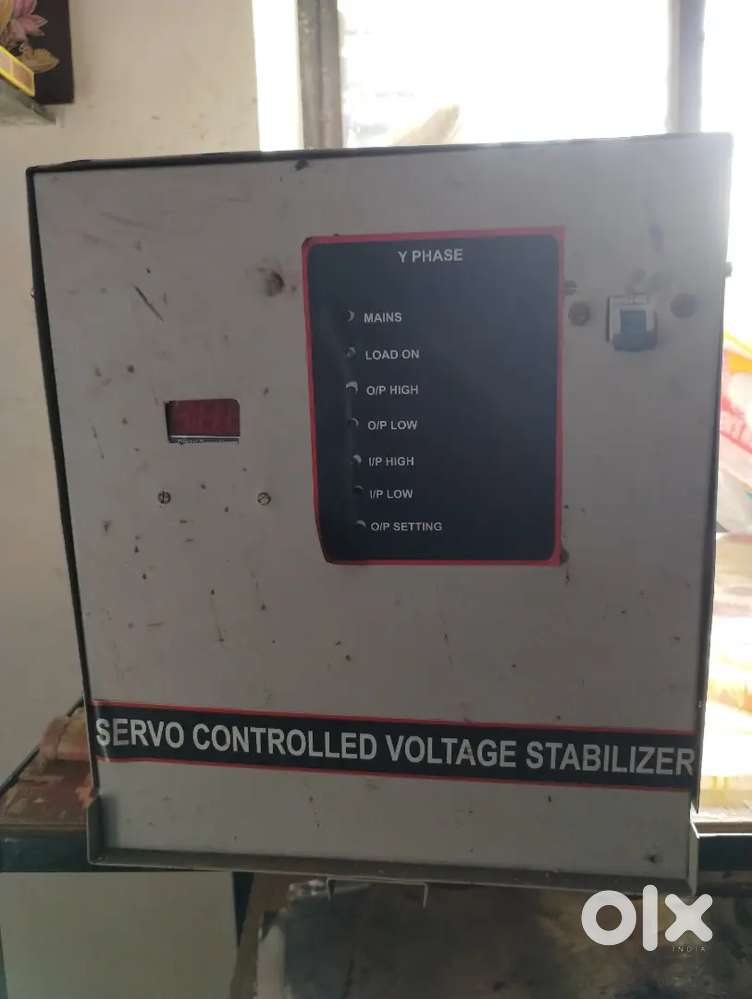 Y PHASE
MAINS
LOAD ON
O/P HIGH
O/P LOW
I/P HIGH
I/P LOW
O/P SETTING
SERVO CONTROLLED VOLTAGE STABILIZER
olx
INDIA